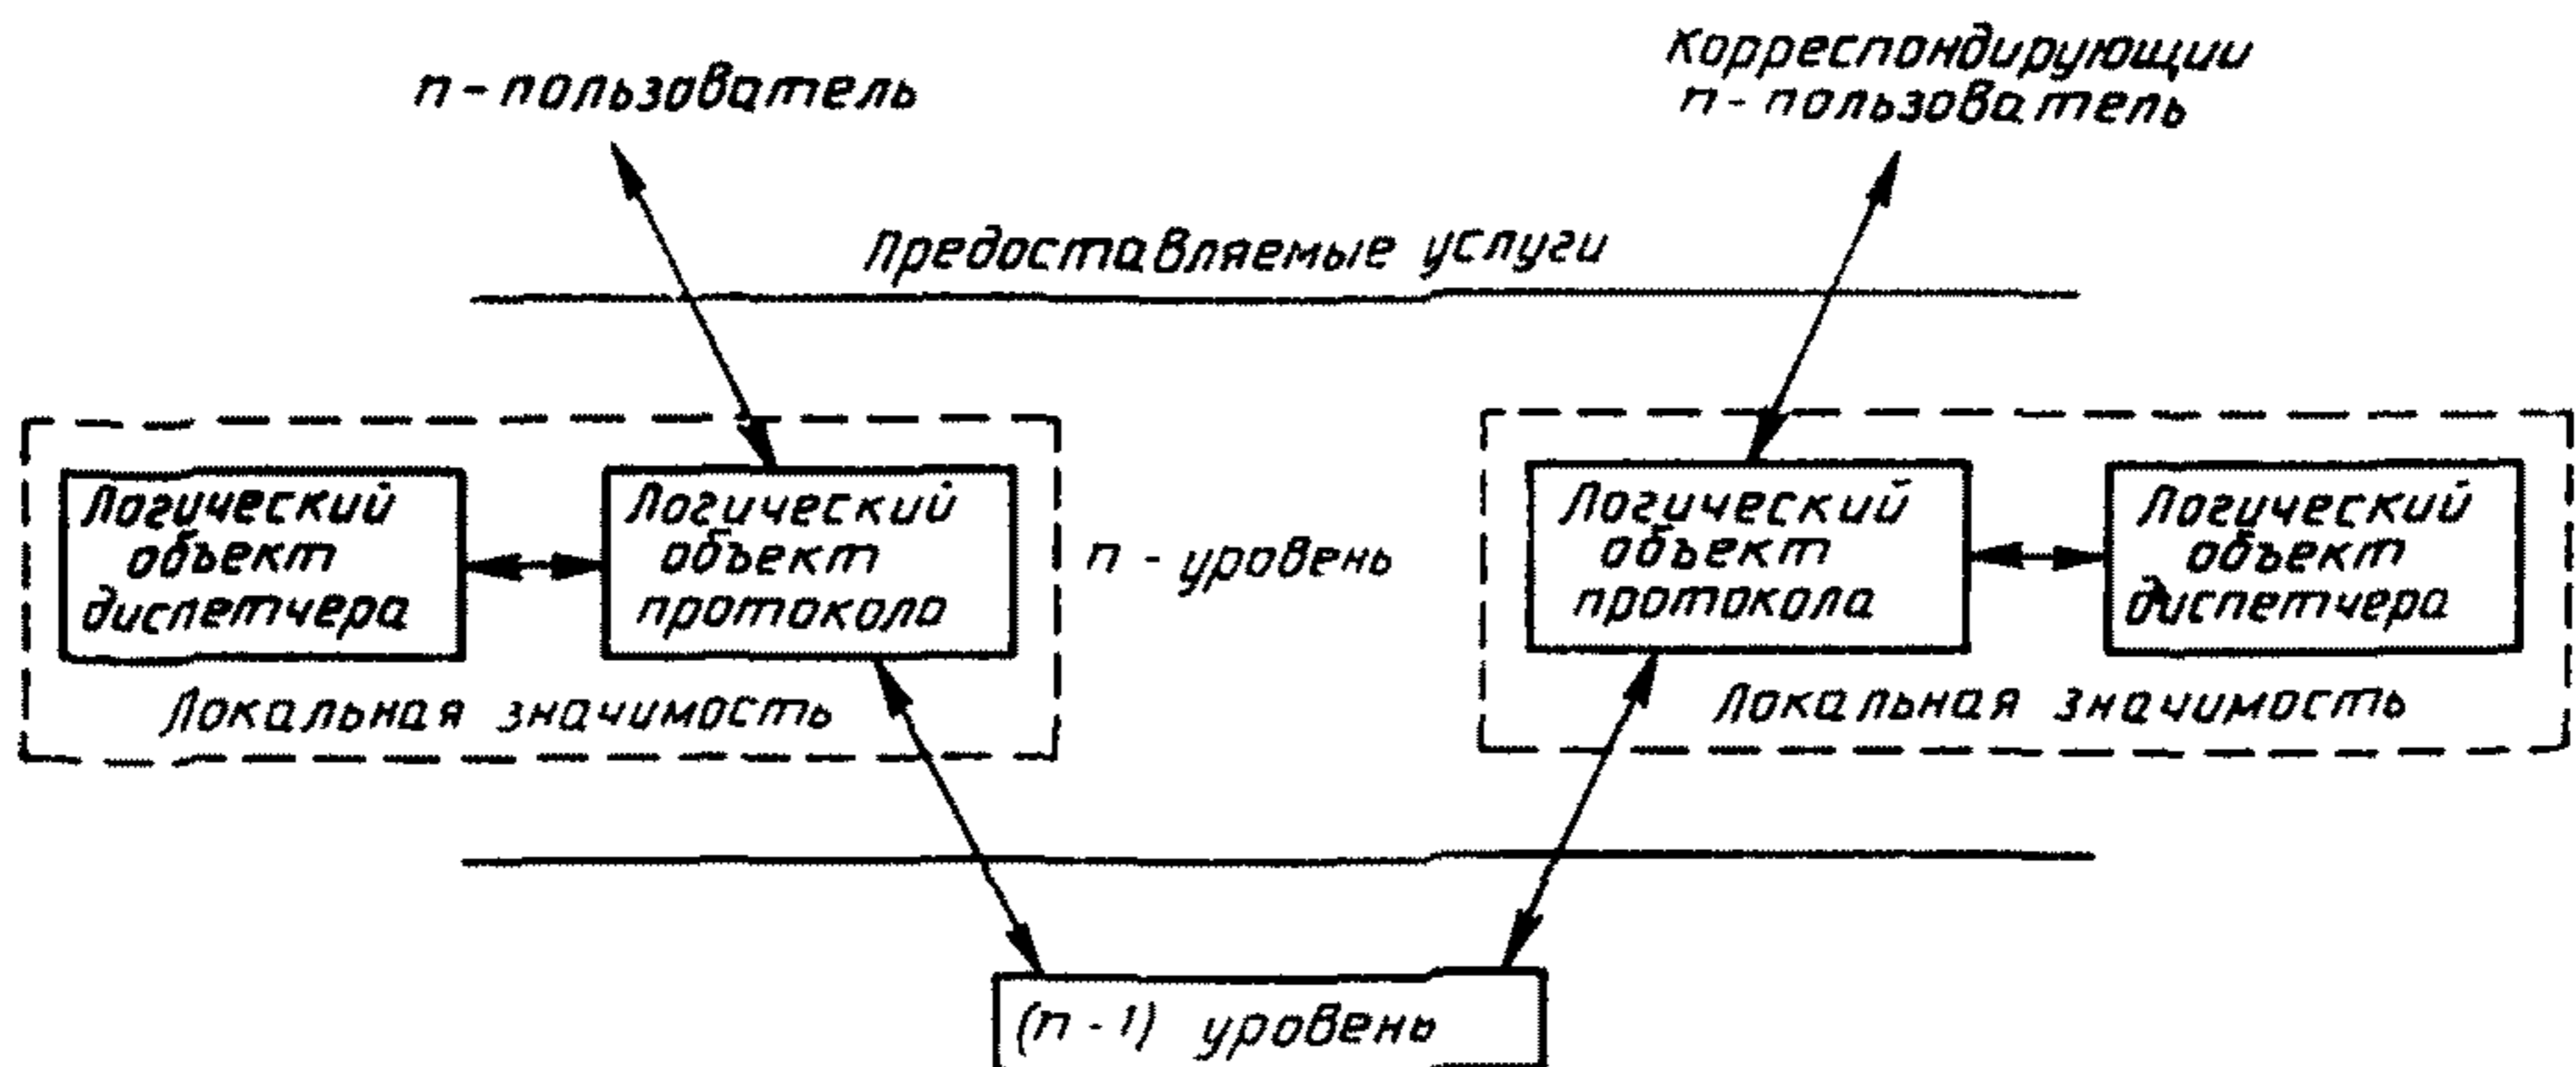 n-пользователь
корреспондирующии
n-пользователь
Предоставляемые услуги
Логический
объект
диспетчера
Логический
объект
протокола
Локальная значимость
n-уровень
Логический
объект
протокола
Логический
объект
диспетчера
Локальная значимость
(n-1) уровень